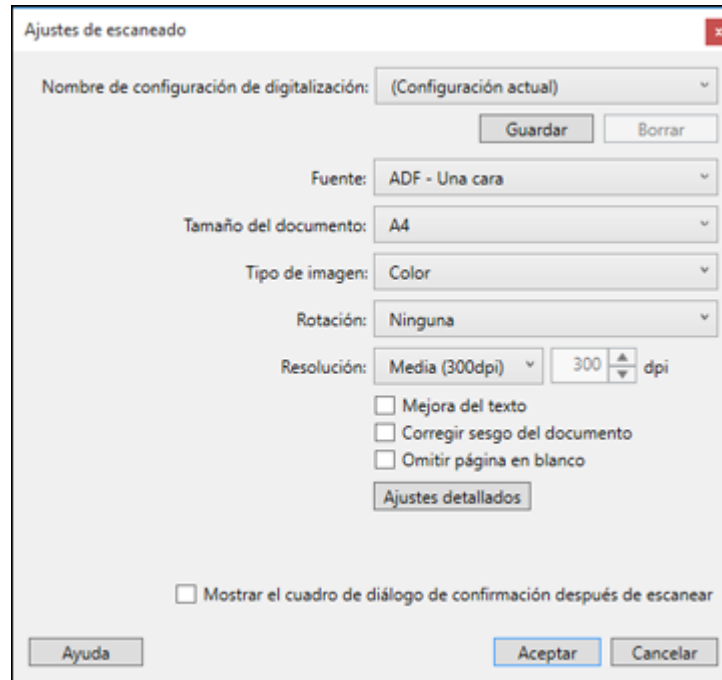 Ajustes de escaneado
x
Nombre de configuración de digitalización: (Configuración actual)
Guardar Borrar
Fuente: ADF - Una cara
Tamaño del documento: A4
Tipo de imagen: Color
Rotación: Ninguna
Resolución: Media (300dpi) 300 dpi
Mejora del texto
Corregir sesgo del documento
Omitir página en blanco
Ajustes detallados
Mostrar el cuadro de diálogo de confirmación después de escanear
Ayuda Aceptar Cancelar